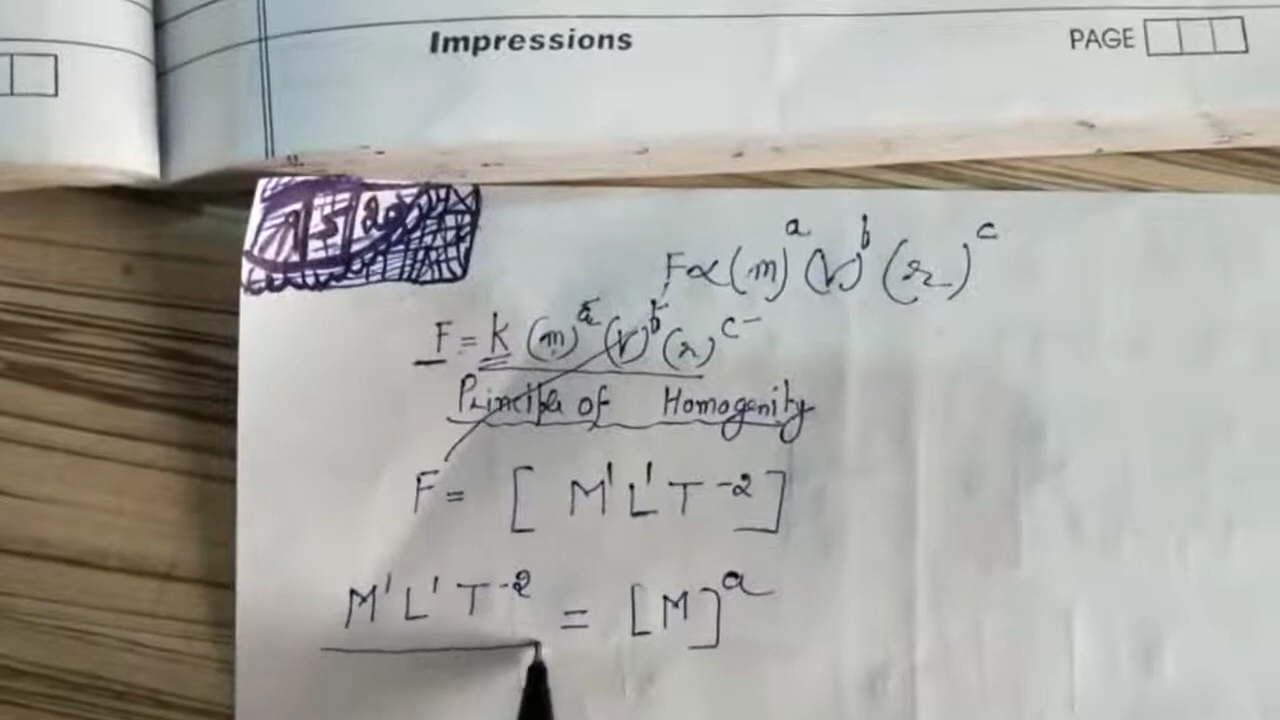 Impressions PAGE
F∝(m)^a (v)^b (r)^c
F = k (m)^a (v)^b (r)^c
Principle of Homogenity
F = [M¹L¹T⁻²]
M¹L¹T⁻² = [M]^a